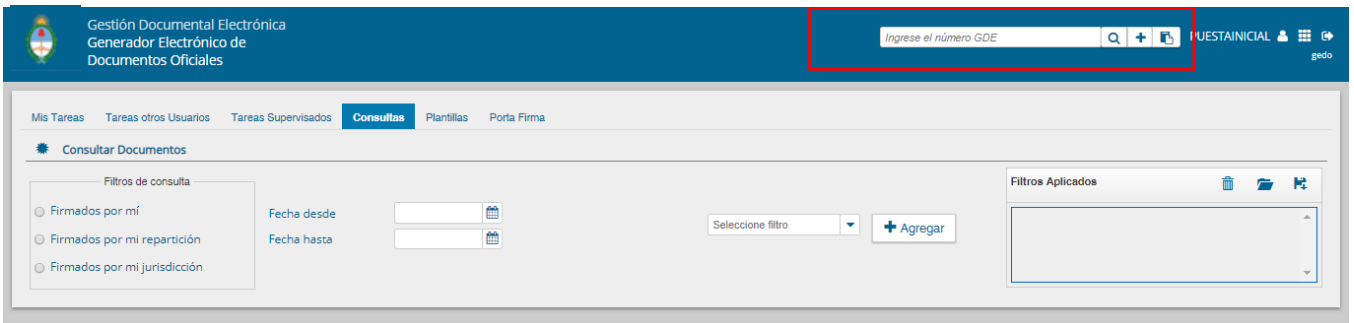 Gestión Documental Electrónica
Generador Electrónico de
Documentos Oficiales
Ingrese el número GDE
PUESTAINICIAL
gedo
Mis Tareas Tareas otros Usuarios Tareas Supervisados Consultas Plantillas Porta Firma
Consultar Documentos
Filtros de consulta
Firmados por mí
Firmados por mi repartición
Firmados por mi jurisdicción
Fecha desde
Fecha hasta
Seleccione filtro
Agregar
Filtros Aplicados